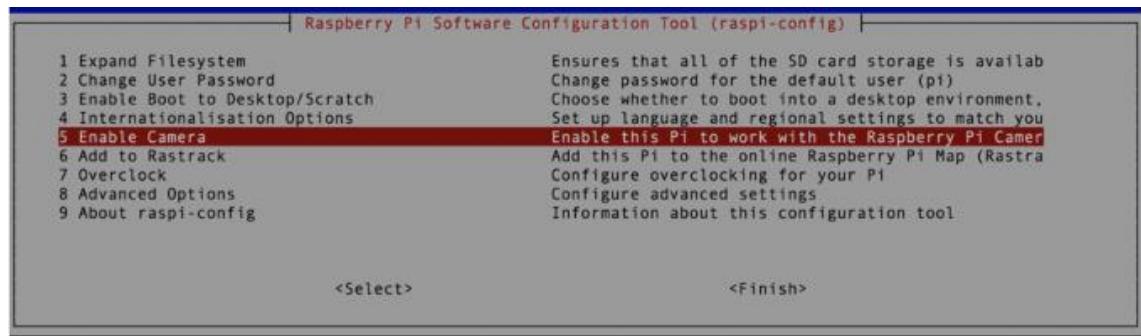 Raspberry Pi Software Configuration Tool (raspi-config)
1 Expand Filesystem Ensures that all of the SD card storage is availab
2 Change User Password Change password for the default user (pi)
3 Enable Boot to Desktop/Scratch Choose whether to boot into a desktop environment,
4 Internationalisation Options Set up language and regional settings to match you
5 Enable Camera Enable this Pi to work with the Raspberry Pi Camer
6 Add to Rastrack Add this Pi to the online Raspberry Pi Map (Rastra
7 Overclock Configure overclocking for your Pi
8 Advanced Options Configure advanced settings
9 About raspi-config Information about this configuration tool
<Select> <Finish>